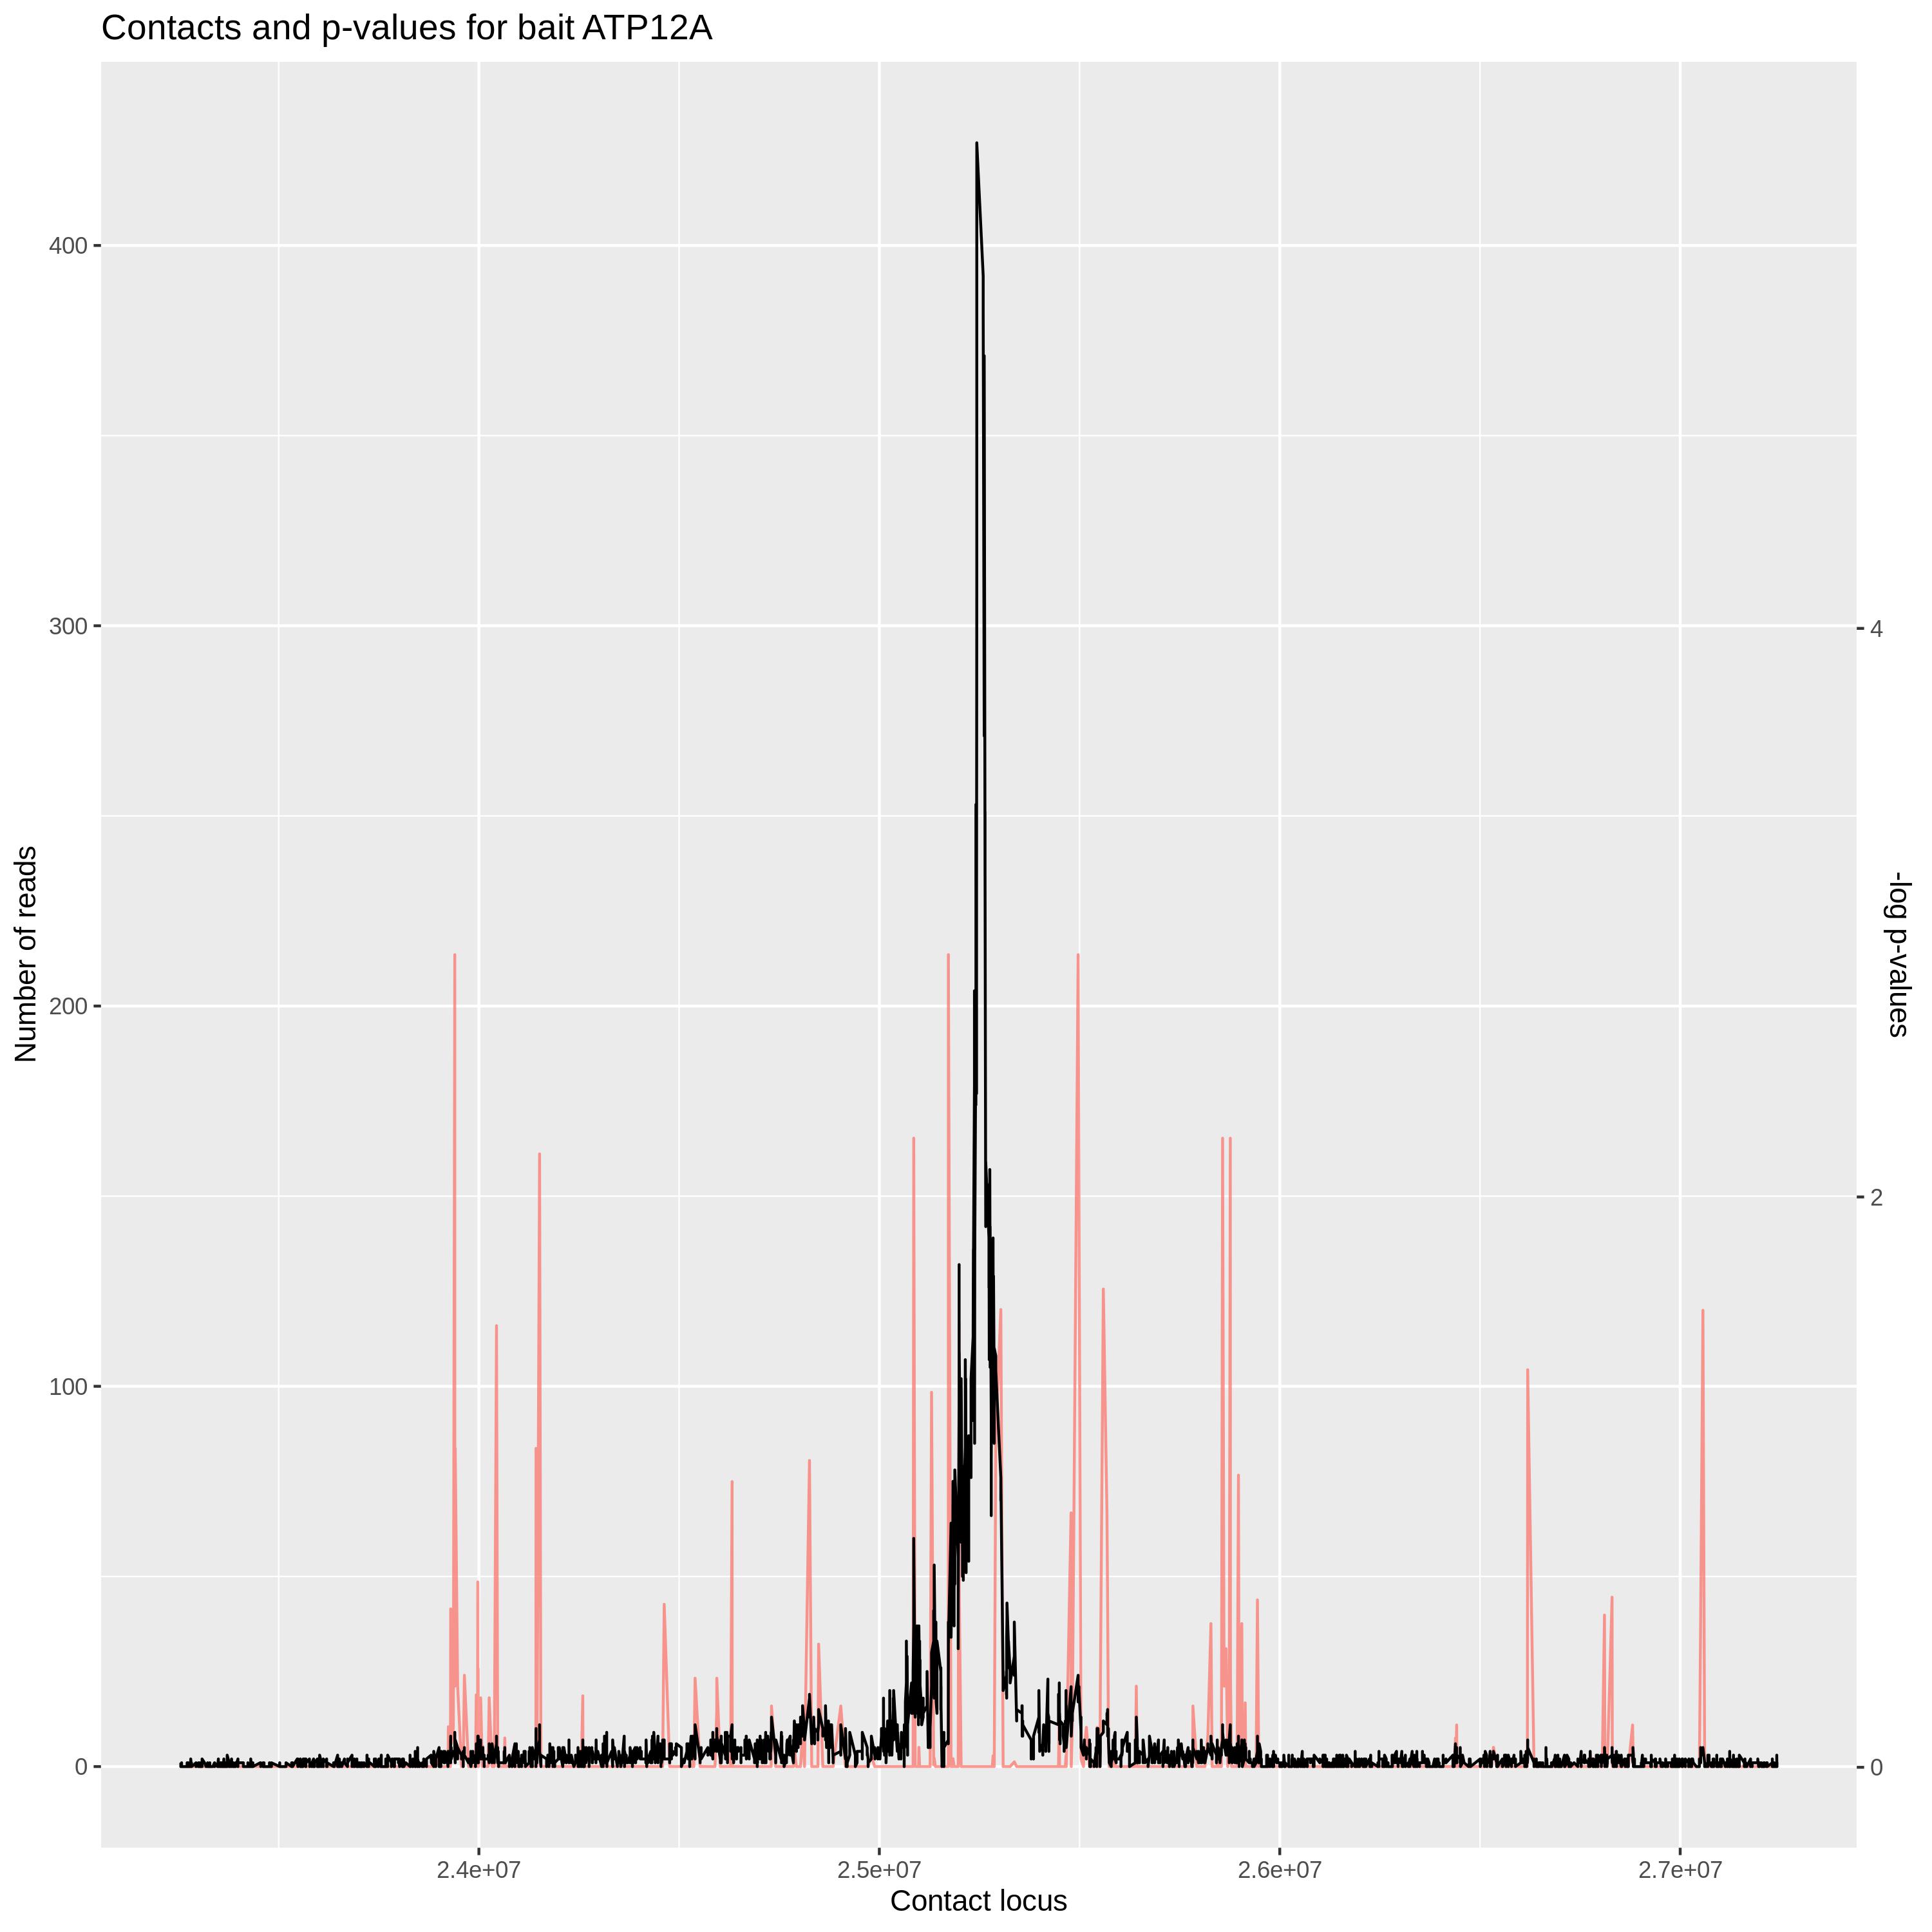 Contacts and p-values for bait ATP12A
400
300
200
100
0
Number of reads
4
2
0
-log p-values
2.4e+07 2.5e+07 2.6e+07 2.7e+07
Contact locus